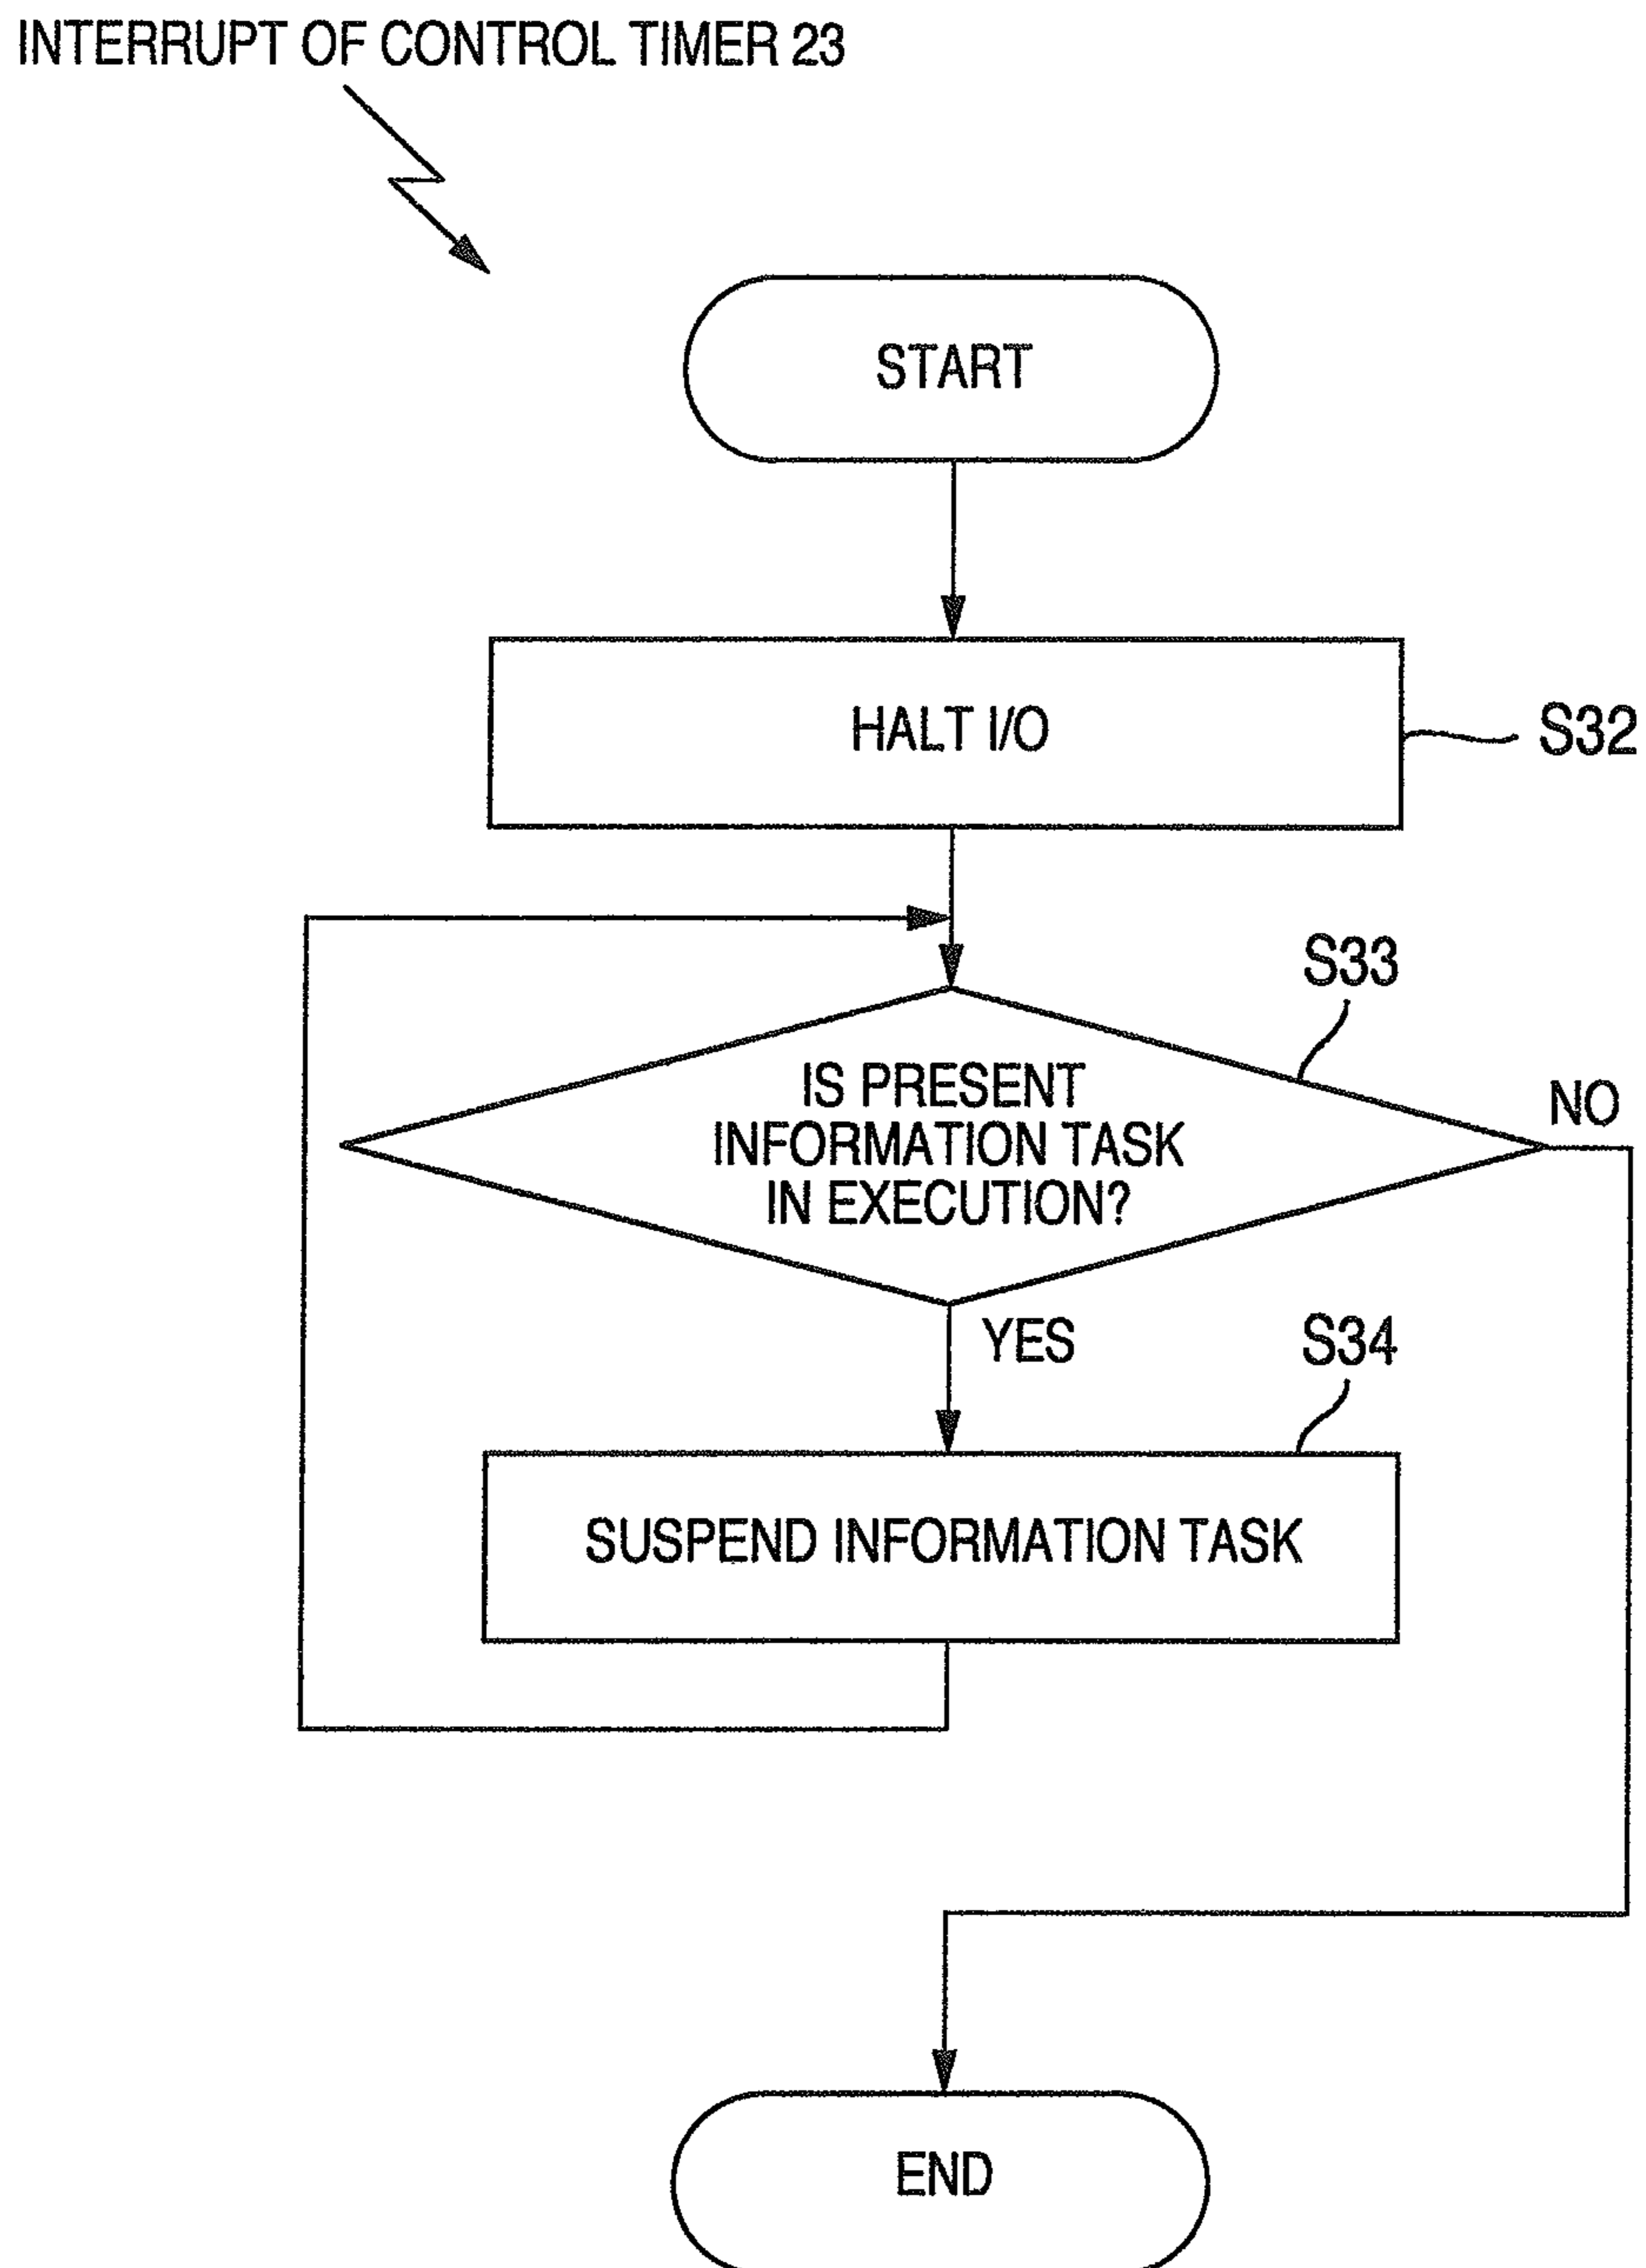 INTERRUPT OF CONTROL TIMER 23
START
HALT I/O
S32
S33
IS PRESENT
INFORMATION TASK
IN EXECUTION?
NO
YES
S34
SUSPEND INFORMATION TASK
END